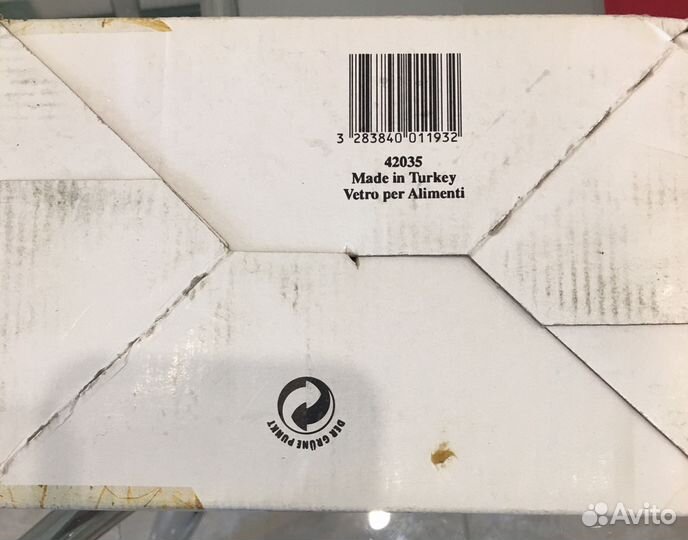 3 283840 011932
42035
Made in Turkey
Vetro per Alimenti
DER GRÜNE PUNKT
Avito